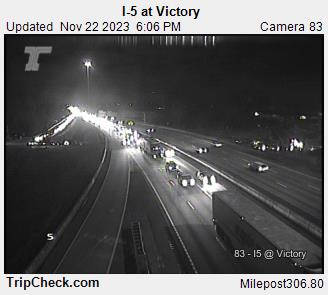 I-5 at Victory
Updated Nov 22 2023 6:06 PM Camera 83
T
S
83 - I5 @ Victory
TripCheck.com Milepost306.80